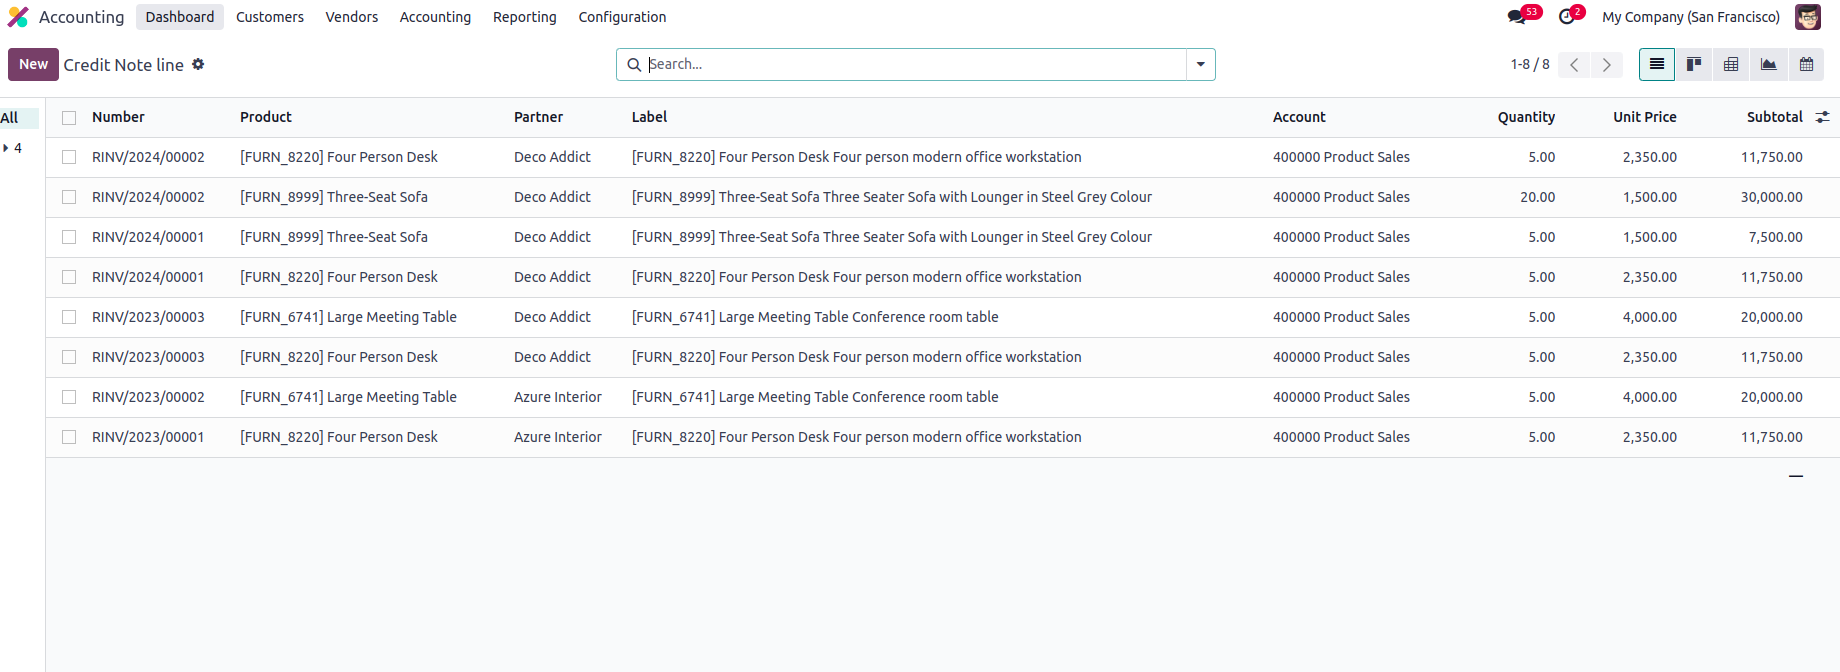 Accounting Dashboard Customers Vendors Accounting Reporting Configuration 53 2 My Company (San Francisco)
New Credit Note line Search... 1-8 / 8
All Number Product Partner Label Account Quantity Unit Price Subtotal
4
RINV/2024/00002 [FURN_8220] Four Person Desk Deco Addict [FURN_8220] Four Person Desk Four person modern office workstation 400000 Product Sales 5.00 2,350.00 11,750.00
RINV/2024/00002 [FURN_8999] Three-Seat Sofa Deco Addict [FURN_8999] Three-Seat Sofa Three Seater Sofa with Lounger in Steel Grey Colour 400000 Product Sales 20.00 1,500.00 30,000.00
RINV/2024/00001 [FURN_8999] Three-Seat Sofa Deco Addict [FURN_8999] Three-Seat Sofa Three Seater Sofa with Lounger in Steel Grey Colour 400000 Product Sales 5.00 1,500.00 7,500.00
RINV/2024/00001 [FURN_8220] Four Person Desk Deco Addict [FURN_8220] Four Person Desk Four person modern office workstation 400000 Product Sales 5.00 2,350.00 11,750.00
RINV/2023/00003 [FURN_6741] Large Meeting Table Deco Addict [FURN_6741] Large Meeting Table Conference room table 400000 Product Sales 5.00 4,000.00 20,000.00
RINV/2023/00003 [FURN_8220] Four Person Desk Deco Addict [FURN_8220] Four Person Desk Four person modern office workstation 400000 Product Sales 5.00 2,350.00 11,750.00
RINV/2023/00002 [FURN_6741] Large Meeting Table Azure Interior [FURN_6741] Large Meeting Table Conference room table 400000 Product Sales 5.00 4,000.00 20,000.00
RINV/2023/00001 [FURN_8220] Four Person Desk Azure Interior [FURN_8220] Four Person Desk Four person modern office workstation 400000 Product Sales 5.00 2,350.00 11,750.00
—